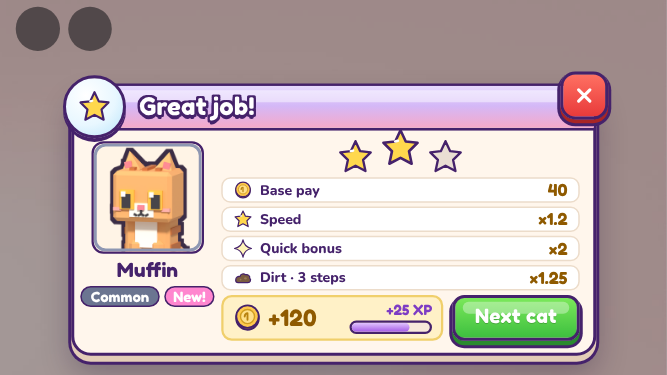 Great job!
Base pay 40
Speed ×1.2
Quick bonus ×2
Dirt · 3 steps ×1.25
Muffin
Common New!
1 +120 +25 XP
Next cat